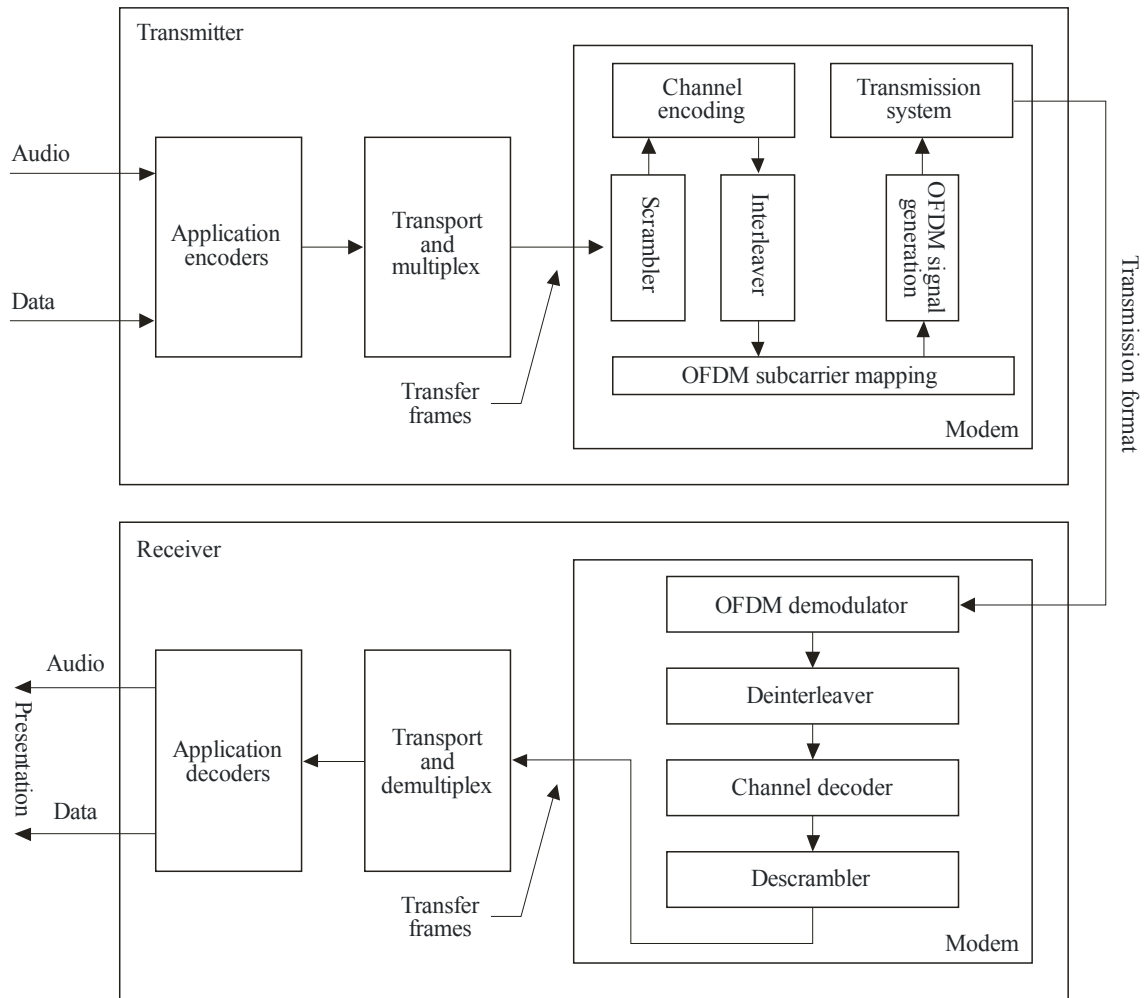 Transmitter
Audio
Data
Application
encoders
Transport
and
multiplex
Transfer
frames
Scrambler
Channel
encoding
Interleaver
OFDM subcarrier mapping
OFDM signal
generation
Transmission
system
Modem
Transmission format
Receiver
OFDM demodulator
Deinterleaver
Channel decoder
Descrambler
Modem
Transfer
frames
Transport
and
demultiplex
Application
decoders
Audio
Data
Presentation